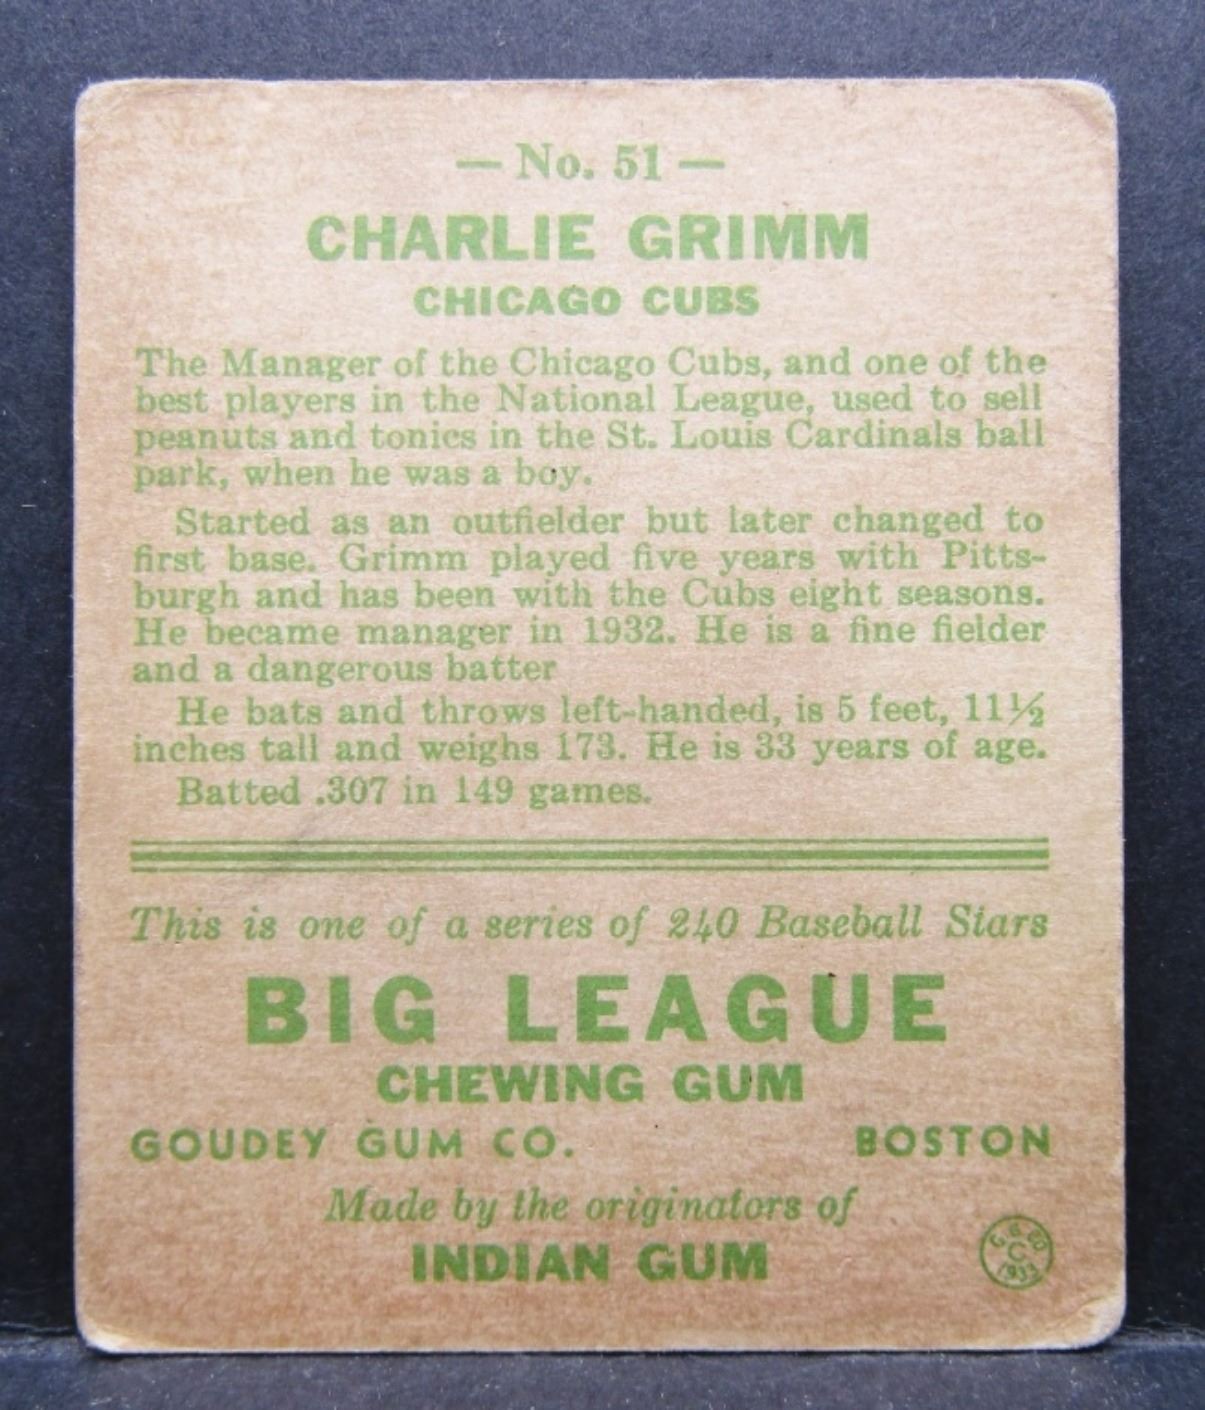 — No. 51 —
CHARLIE GRIMM
CHICAGO CUBS
The Manager of the Chicago Cubs, and one of the
best players in the National League, used to sell
peanuts and tonics in the St. Louis Cardinals ball
park, when he was a boy.
Started as an outfielder but later changed to
first base. Grimm played five years with Pitts-
burgh and has been with the Cubs eight seasons.
He became manager in 1932. He is a fine fielder
and a dangerous batter
He bats and throws left-handed, is 5 feet, 11½
inches tall and weighs 173. He is 33 years of age.
Batted .307 in 149 games.
This is one of a series of 240 Baseball Stars
BIG LEAGUE
CHEWING GUM
GOUDEY GUM CO. BOSTON
Made by the originators of
INDIAN GUM
G. G. CO
C
1933